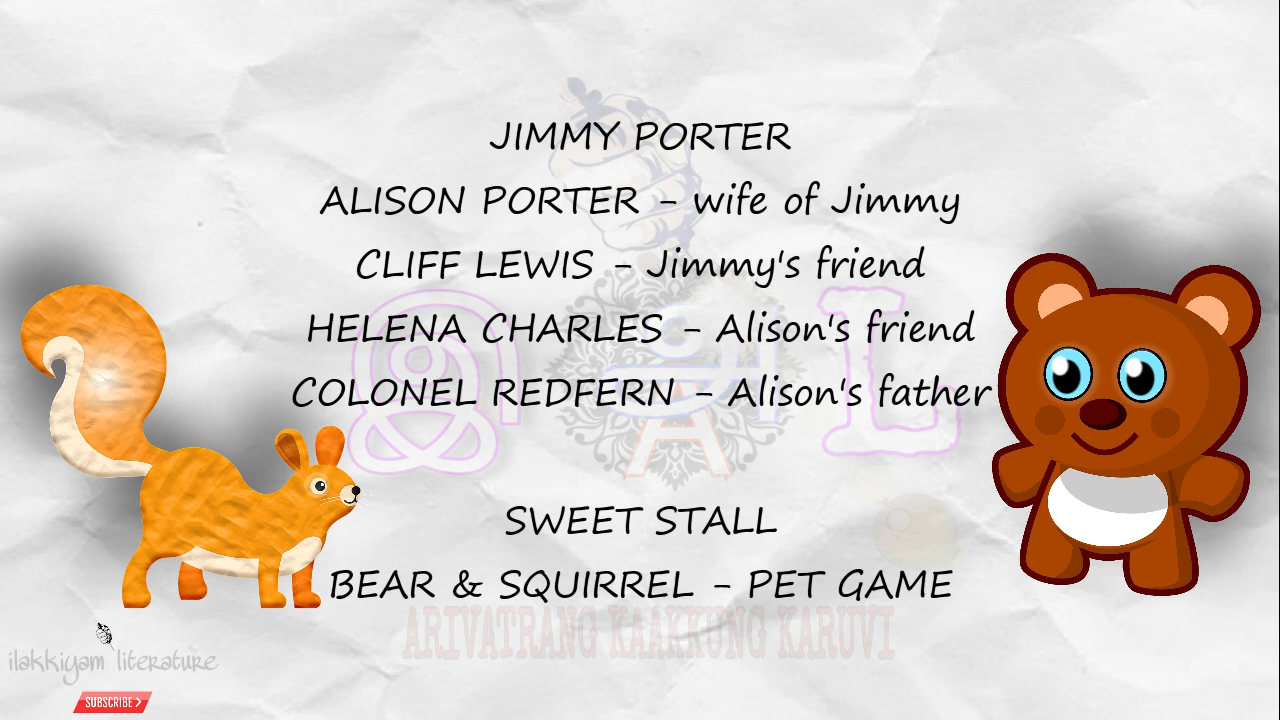 JIMMY PORTER
ALISON PORTER - wife of Jimmy
CLIFF LEWIS - Jimmy's friend
HELENA CHARLES - Alison's friend
COLONEL REDFERN - Alison's father
இ அ L
A
SWEET STALL
BEAR & SQUIRREL - PET GAME
ARIVATRANG KAAKKUNG KARUVI
ilakkiyam literature
SUBSCRIBE >